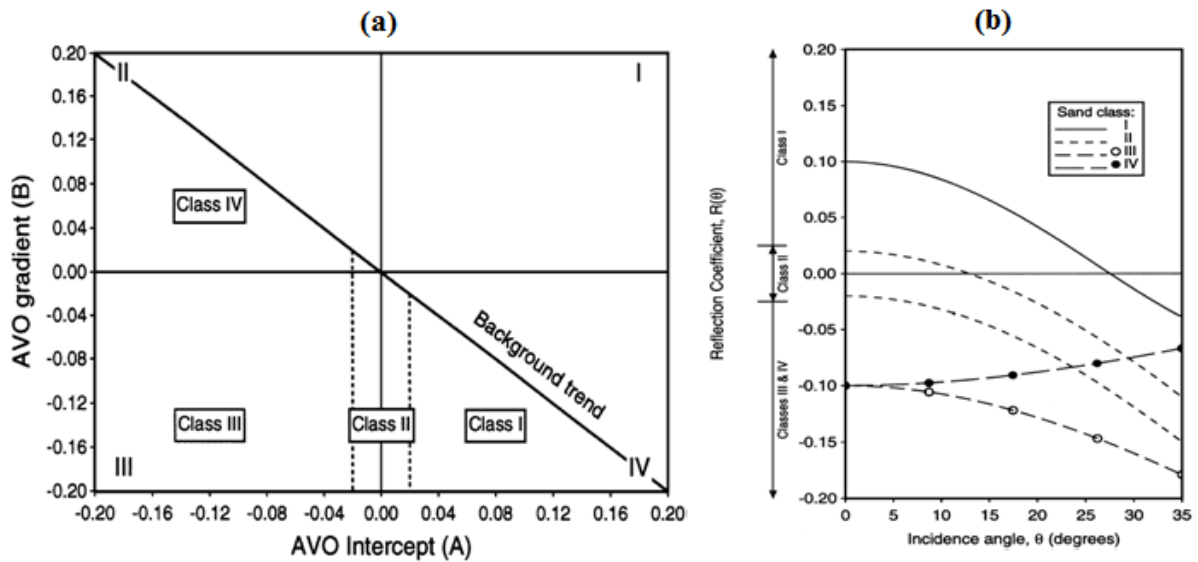 (a)
0.20
0.16
0.12
0.08
0.04
0.00
-0.04
-0.08
-0.12
-0.16
-0.20
AVO gradient (B)
II
I
Class IV
Background trend
Class III
Class II
Class I
III
IV
-0.20
-0.16
-0.12
-0.08
-0.04
0.00
0.04
0.08
0.12
0.16
0.20
AVO Intercept (A)
(b)
Class I
Class II
Classes III & IV
Reflection Coefficient, R(θ)
0.20
0.15
0.10
0.05
0.00
-0.05
-0.10
-0.15
-0.20
Sand class:
I
II
III
IV
0
5
10
15
20
25
30
35
Incidence angle, θ (degrees)